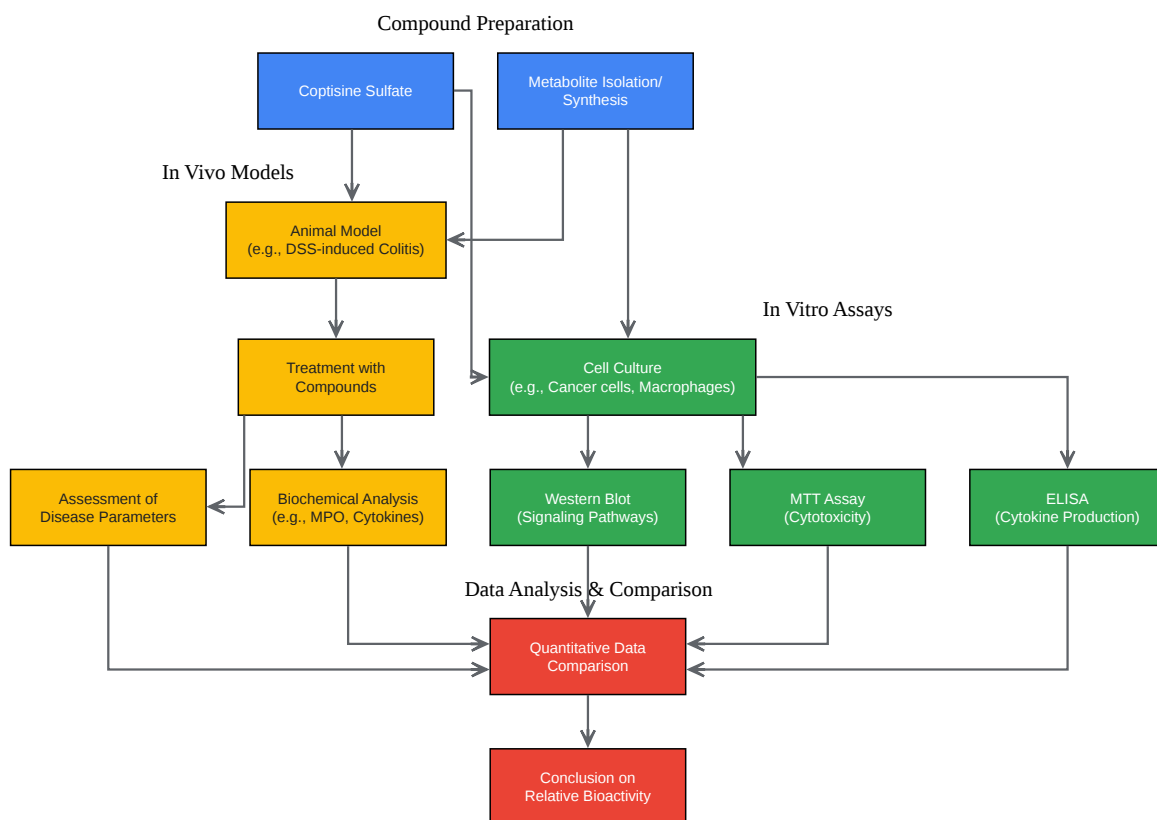 Compound Preparation
Coptisine Sulfate
Metabolite Isolation/
Synthesis
In Vivo Models
Animal Model
(e.g., DSS-induced Colitis)
In Vitro Assays
Treatment with
Compounds
Cell Culture
(e.g., Cancer cells, Macrophages)
Assessment of
Disease Parameters
Biochemical Analysis
(e.g., MPO, Cytokines)
Western Blot
(Signaling Pathways)
MTT Assay
(Cytotoxicity)
ELISA
(Cytokine Production)
Data Analysis & Comparison
Quantitative Data
Comparison
Conclusion on
Relative Bioactivity